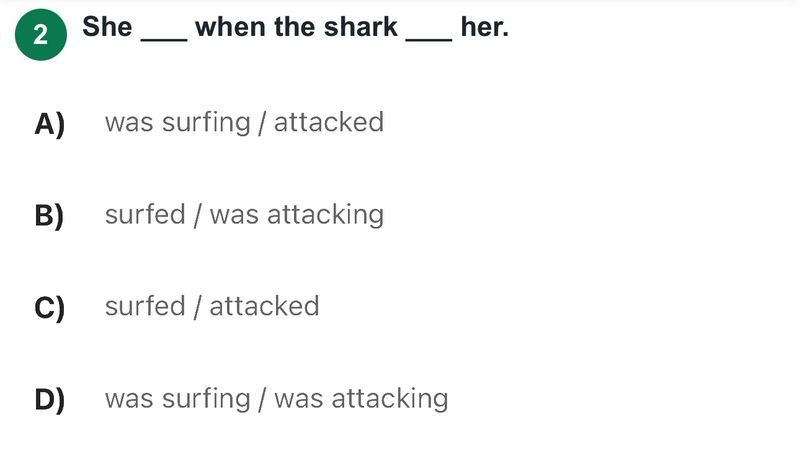 2 She ___ when the shark ___ her.
A) was surfing / attacked
B) surfed / was attacking
C) surfed / attacked
D) was surfing / was attacking